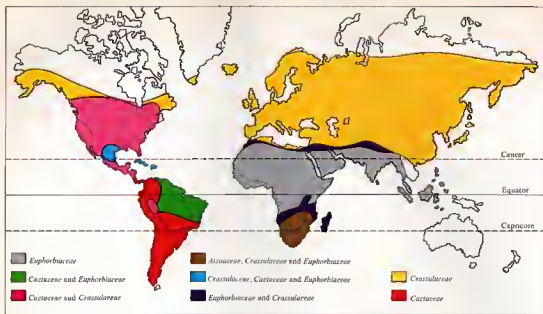 Cancer
Equator
Capricorn
Euphorbiaceae
Aizoaceae, Crassulaceae and Euphorbiaceae
Crassulaceae
Cactaceae and Euphorbiaceae
Crassulaceae, Cactaceae and Euphorbiaceae
Cactaceae and Crassulaceae
Euphorbiaceae and Crassulaceae
Cactaceae